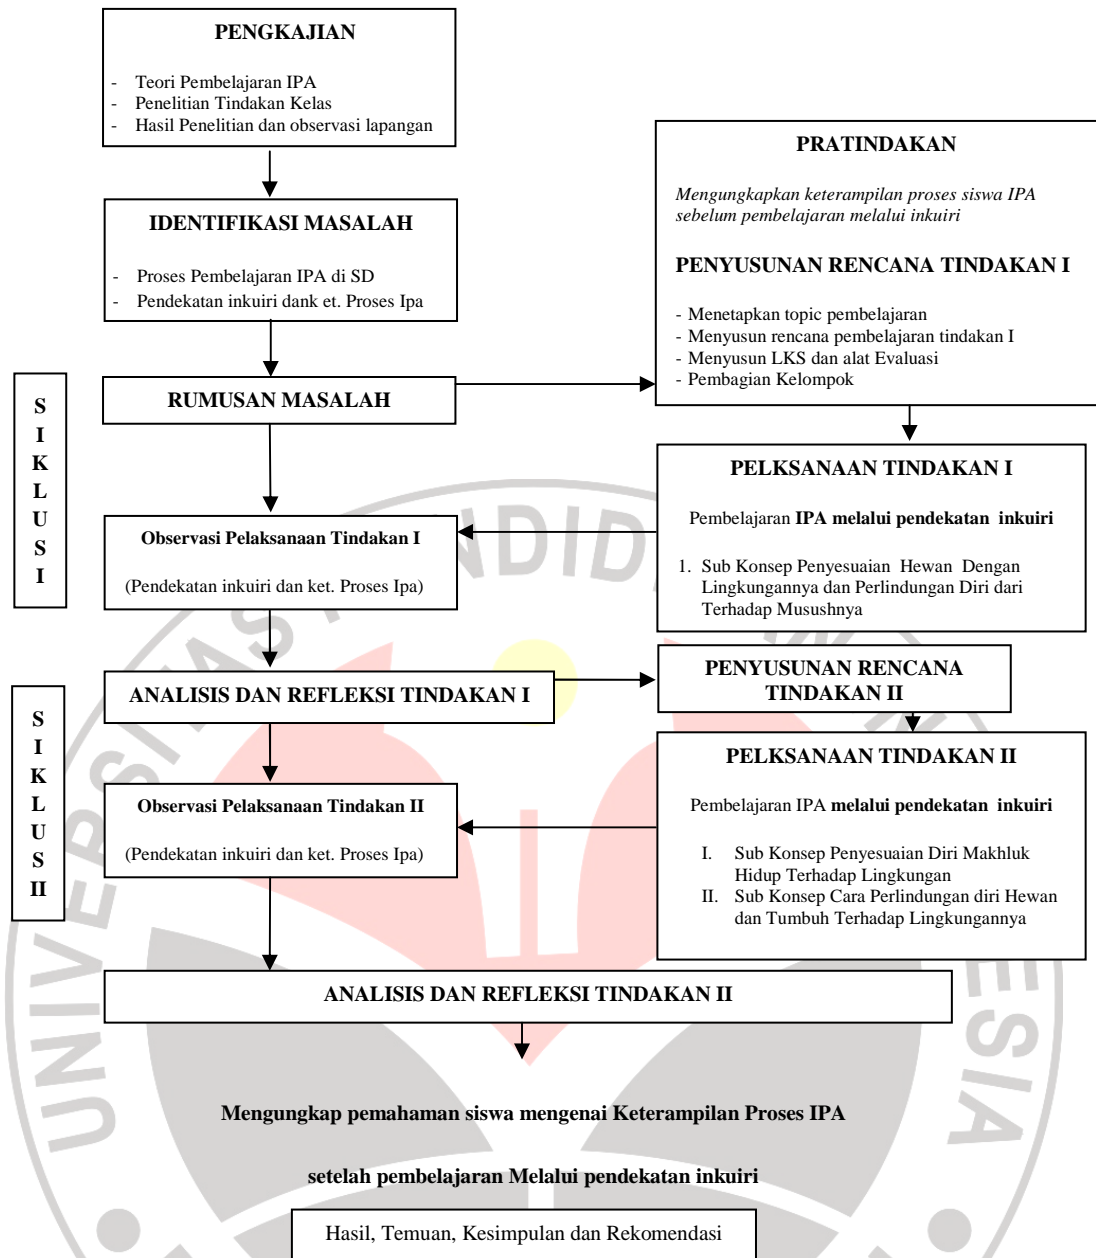 PENGKAJIAN
- Teori Pembelajaran IPA
- Penelitian Tindakan Kelas
- Hasil Penelitian dan observasi lapangan
IDENTIFIKASI MASALAH
- Proses Pembelajaran IPA di SD
- Pendekatan inkuiri dank et. Proses Ipa
RUMUSAN MASALAH
PRATINDAKAN
Mengungkapkan keterampilan proses siswa IPA
sebelum pembelajaran melalui inkuiri
PENYUSUNAN RENCANA TINDAKAN I
- Menetapkan topic pembelajaran
- Menyusun rencana pembelajaran tindakan I
- Menyusun LKS dan alat Evaluasi
- Pembagian Kelompok
S
I
K
L
U
S
I
PELKSANAAN TINDAKAN I
Pembelajaran IPA melalui pendekatan inkuiri
1. Sub Konsep Penyesuaian Hewan Dengan
Lingkungannya dan Perlindungan Diri dari
Terhadap Musushnya
Observasi Pelaksanaan Tindakan I
(Pendekatan inkuiri dan ket. Proses Ipa)
ANALISIS DAN REFLEKSI TINDAKAN I
PENYUSUNAN RENCANA
TINDAKAN II
S
I
K
L
U
S
II
PELKSANAAN TINDAKAN II
Pembelajaran IPA melalui pendekatan inkuiri
I. Sub Konsep Penyesuaian Diri Makhluk
Hidup Terhadap Lingkungan
II. Sub Konsep Cara Perlindungan diri Hewan
dan Tumbuh Terhadap Lingkungannya
Observasi Pelaksanaan Tindakan II
(Pendekatan inkuiri dan ket. Proses Ipa)
ANALISIS DAN REFLEKSI TINDAKAN II
Mengungkap pemahaman siswa mengenai Keterampilan Proses IPA
setelah pembelajaran Melalui pendekatan inkuiri
Hasil, Temuan, Kesimpulan dan Rekomendasi